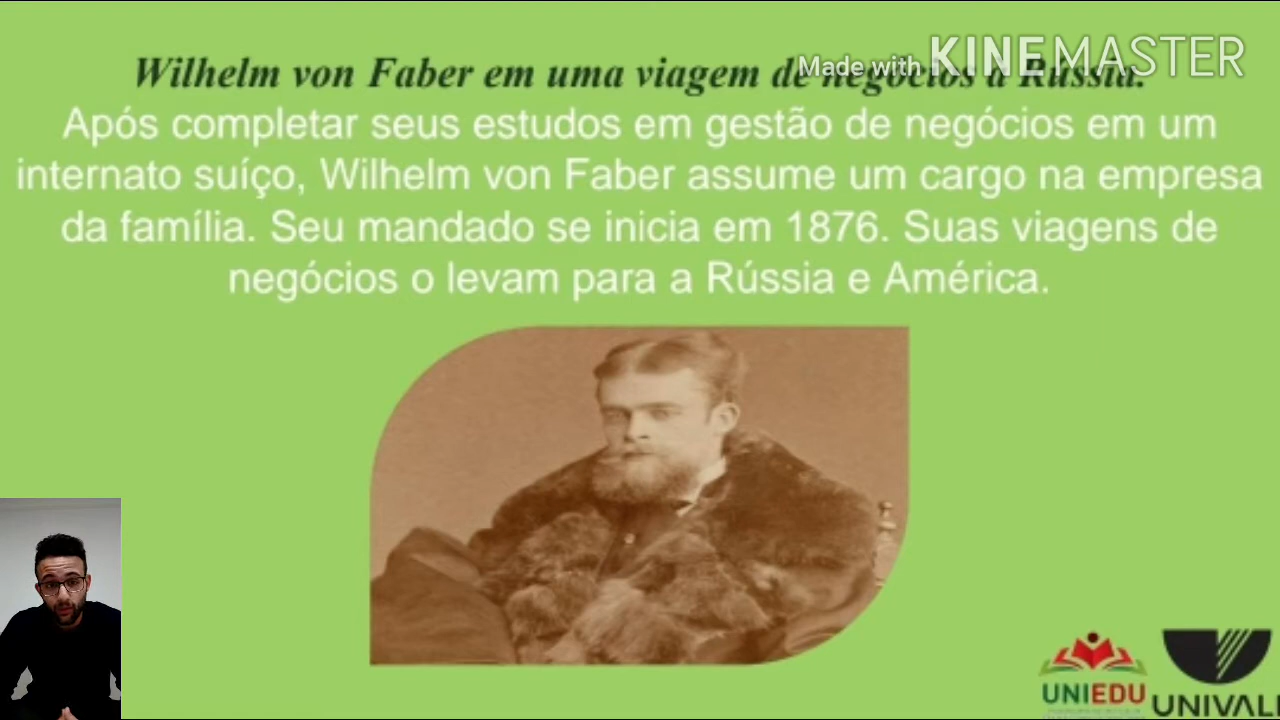 Wilhelm von Faber em uma viagem de negócios à Rússia.
Made with KINEMASTER
Após completar seus estudos em gestão de negócios em um
internato suíço, Wilhelm von Faber assume um cargo na empresa
da família. Seu mandado se inicia em 1876. Suas viagens de
negócios o levam para a Rússia e América.
UNIEDU
UNIVALI